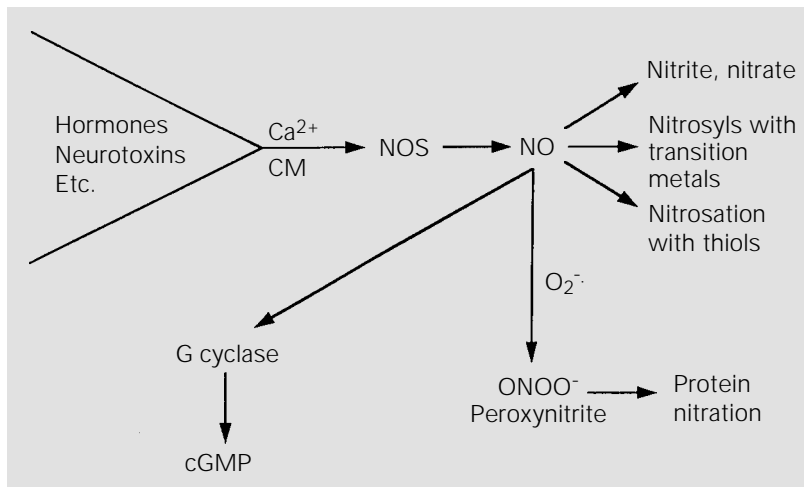 Hormones
Neurotoxins
Etc.
Ca²⁺
CM
NOS
NO
Nitrite, nitrate
Nitrosyls with
transition
metals
Nitrosation
with thiols
O₂⁻·
G cyclase
cGMP
ONOO⁻
Peroxynitrite
Protein
nitration